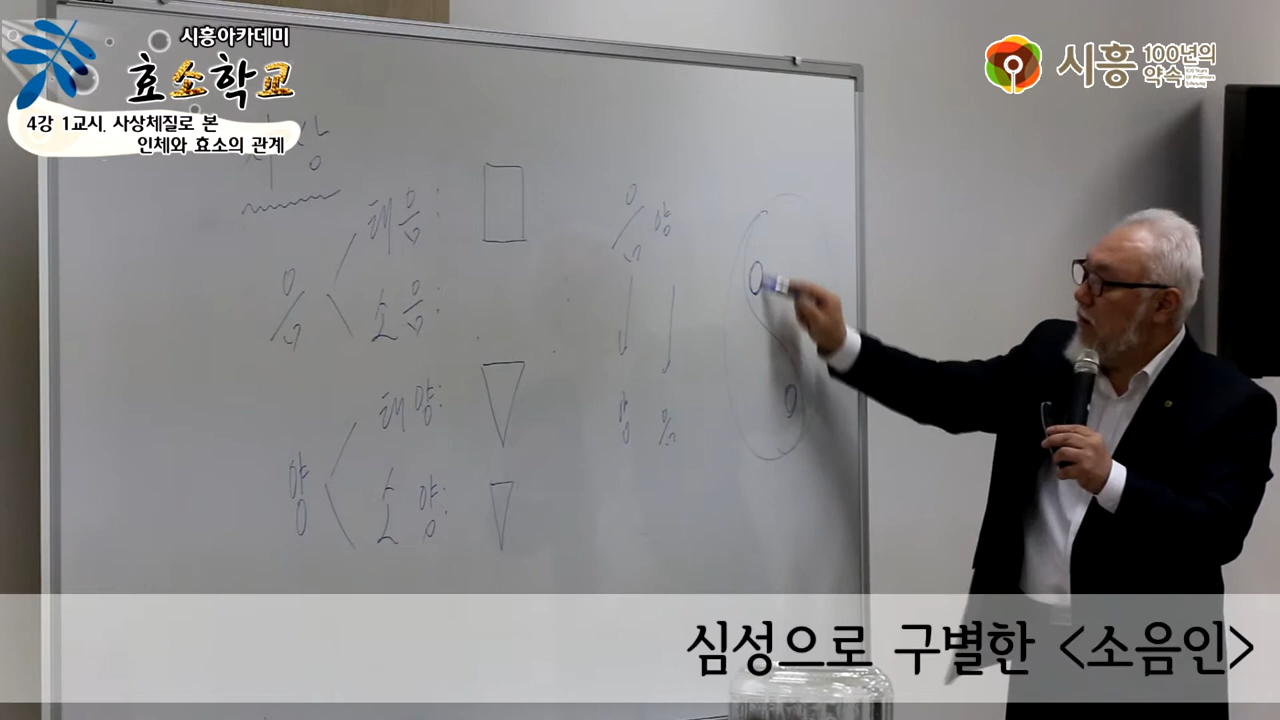 시흥아카데미
효소학교
4강 1교시. 사상체질로 본
인체와 효소의 관계
시흥 100년의
약속
사상
음
태음:
소음:
양
태양:
소양:
음 양
양 음
심성으로 구별한 <소음인>